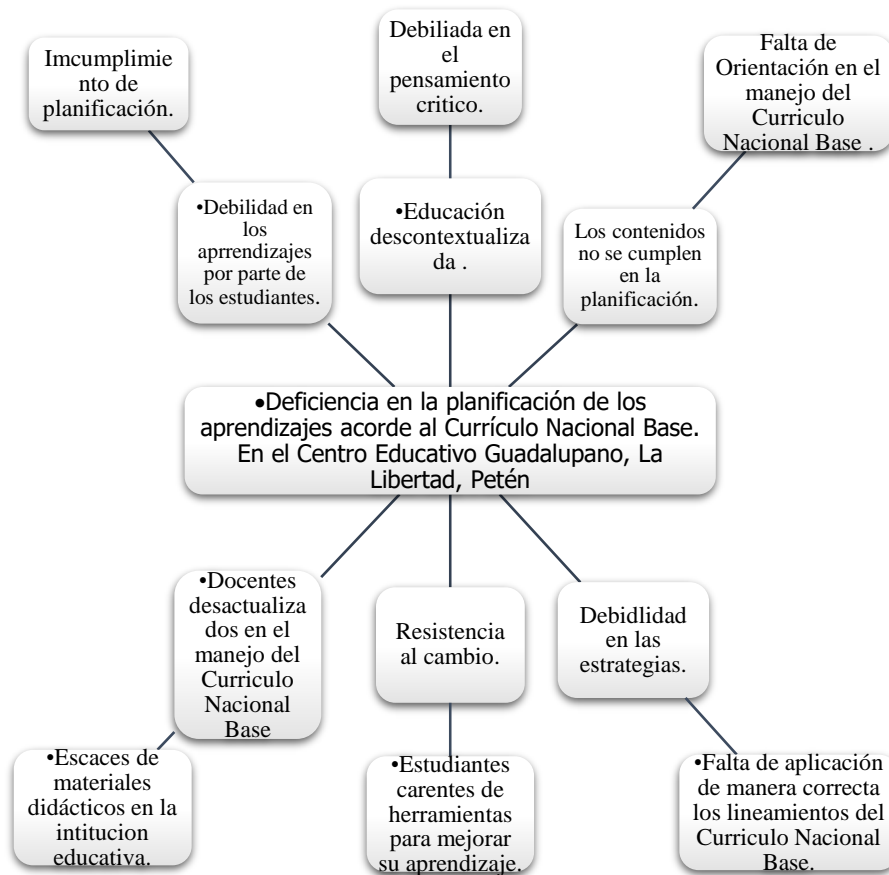 Imcumplimie
nto de
planificación.
Debiliada en
el
pensamiento
critico.
Falta de
Orientación en el
manejo del
Curriculo
Nacional Base .
•Debilidad en
los
aprrendizajes
por parte de
los estudiantes.
•Educación
descontextualiza
da .
Los contenidos
no se cumplen
en la
planificación.
•Deficiencia en la planificación de los
aprendizajes acorde al Currículo Nacional Base.
En el Centro Educativo Guadalupano, La
Libertad, Petén
•Docentes
desactualiza
dos en el
manejo del
Curriculo
Nacional
Base
Resistencia
al cambio.
Debidlidad
en las
estrategias.
•Escaces de
materiales
didácticos en la
intitucion
educativa.
•Estudiantes
carentes de
herramientas
para mejorar
su aprendizaje.
•Falta de aplicación
de manera correcta
los lineamientos del
Curriculo Nacional
Base.